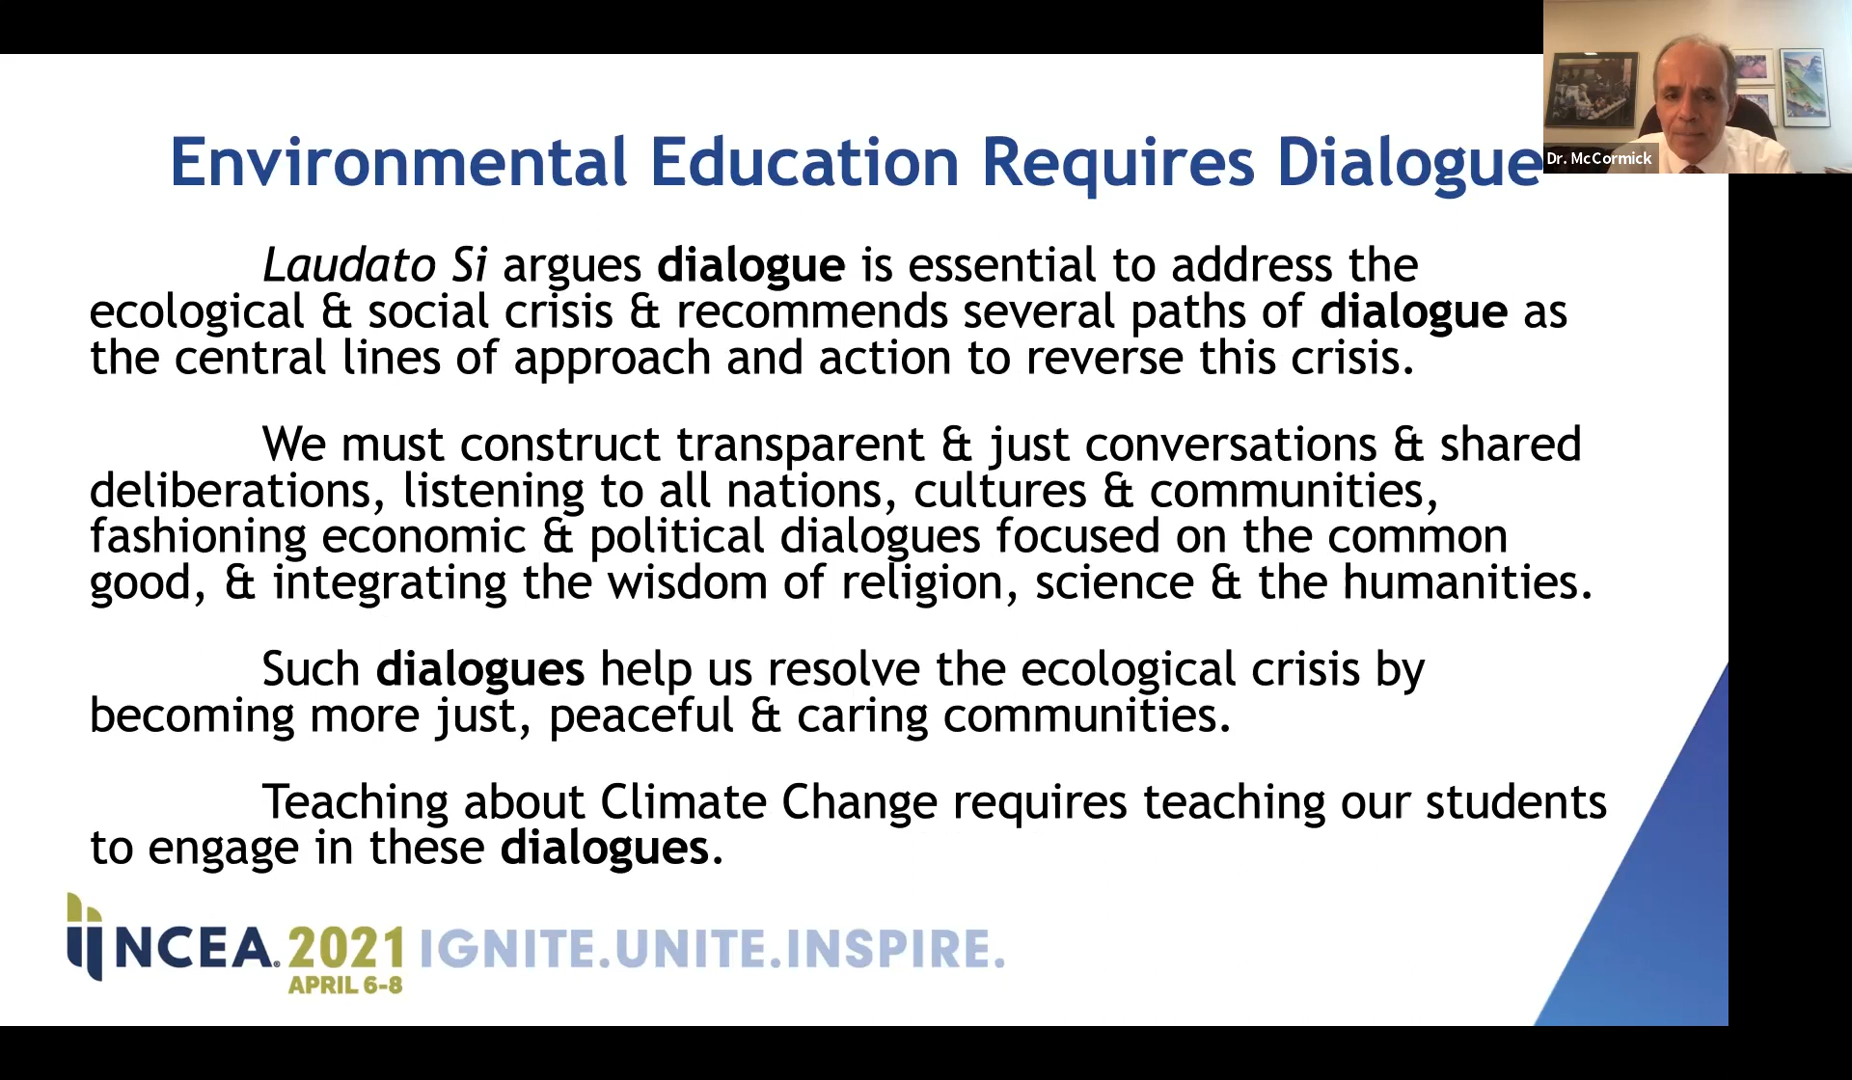 Environmental Education Requires Dialogue
Dr. McCormick
Laudato Si argues dialogue is essential to address the
ecological & social crisis & recommends several paths of dialogue as
the central lines of approach and action to reverse this crisis.
We must construct transparent & just conversations & shared
deliberations, listening to all nations, cultures & communities,
fashioning economic & political dialogues focused on the common
good, & integrating the wisdom of religion, science & the humanities.
Such dialogues help us resolve the ecological crisis by
becoming more just, peaceful & caring communities.
Teaching about Climate Change requires teaching our students
to engage in these dialogues.
NCEA® 2021 IGNITE.UNITE.INSPIRE.
APRIL 6-8